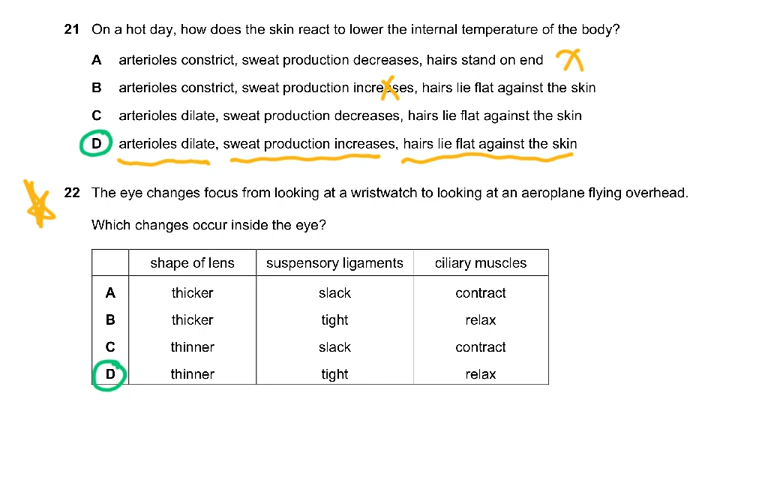 21 On a hot day, how does the skin react to lower the internal temperature of the body?
A arterioles constrict, sweat production decreases, hairs stand on end
B arterioles constrict, sweat production increases, hairs lie flat against the skin
C arterioles dilate, sweat production decreases, hairs lie flat against the skin
D arterioles dilate, sweat production increases, hairs lie flat against the skin
22 The eye changes focus from looking at a wristwatch to looking at an aeroplane flying overhead.
Which changes occur inside the eye?
shape of lens suspensory ligaments ciliary muscles
A thicker slack contract
B thicker tight relax
C thinner slack contract
D thinner tight relax